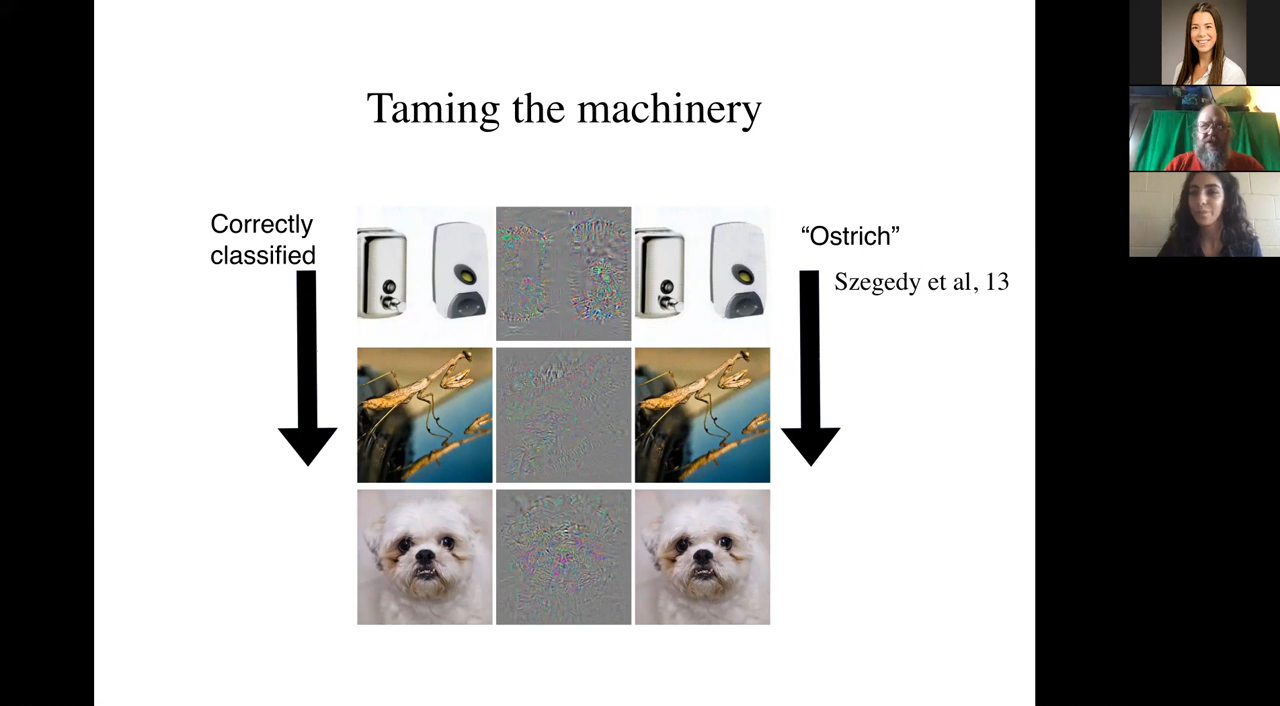 Taming the machinery
Correctly
classified
“Ostrich”
Szegedy et al, 13